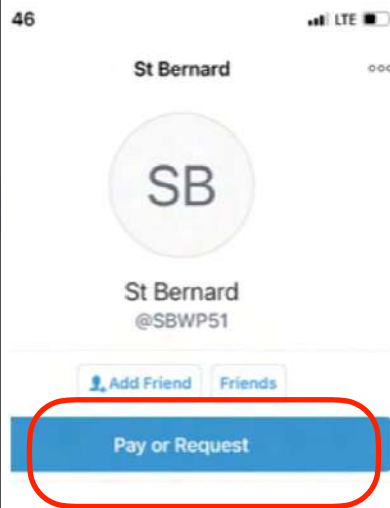 46 LTE
St Bernard
SB
St Bernard
@SBWP51
Add Friend Friends
Pay or Request